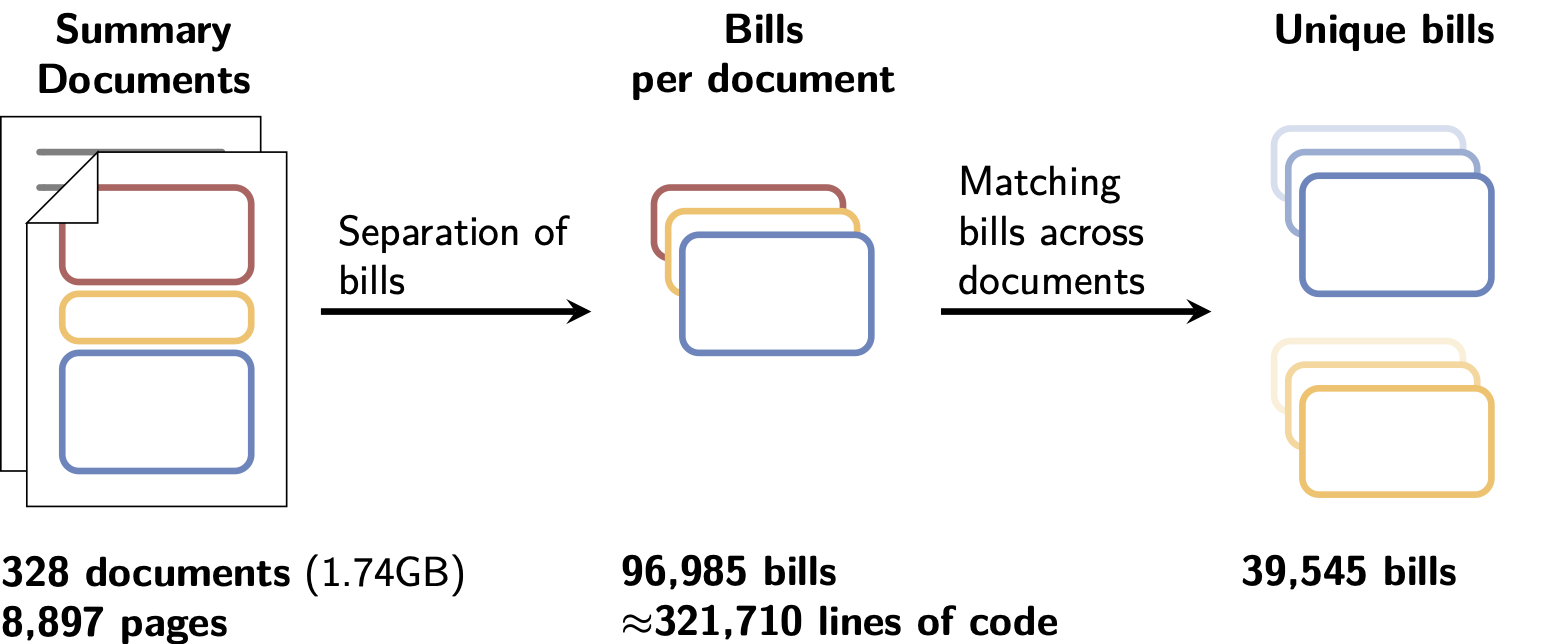 Summary
Documents
Bills
per document
Unique bills
Separation of
bills
Matching
bills across
documents
328 documents (1.74GB)
8,897 pages
96,985 bills
≈321,710 lines of code
39,545 bills